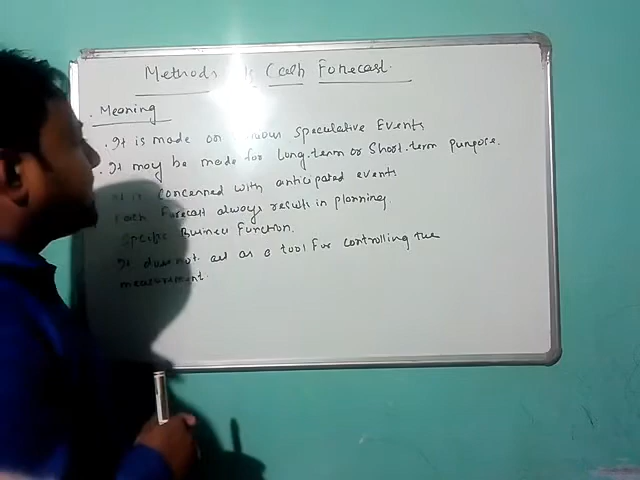 Methods Of Cash Forecast.
. Meaning
. It is made on speculative Events
. It may be made for Long-term or Short-term purpose.
It is concerned with anticipated events
Cash Forecast always result in planning
Specific Business Function.
It does not act as a tool for controlling the
measurement.